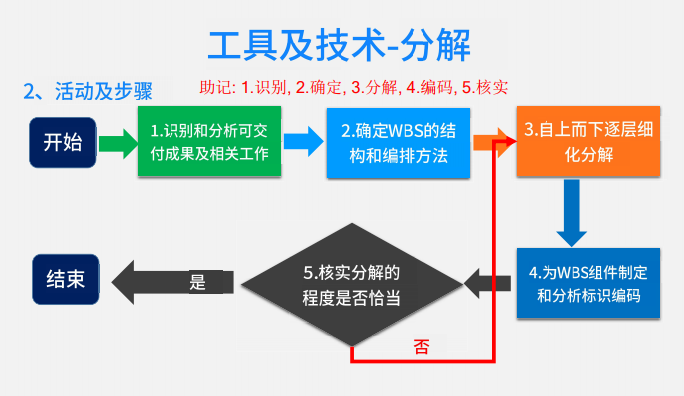 工具及技术-分解
2、活动及步骤
助记: 1.识别, 2.确定, 3.分解, 4.编码, 5.核实
开始
1.识别和分析可交
付成果及相关工作
2.确定WBS的结
构和编排方法
3.自上而下逐层细
化分解
4.为WBS组件制定
和分析标识编码
5.核实分解的
程度是否恰当
是
结束
否